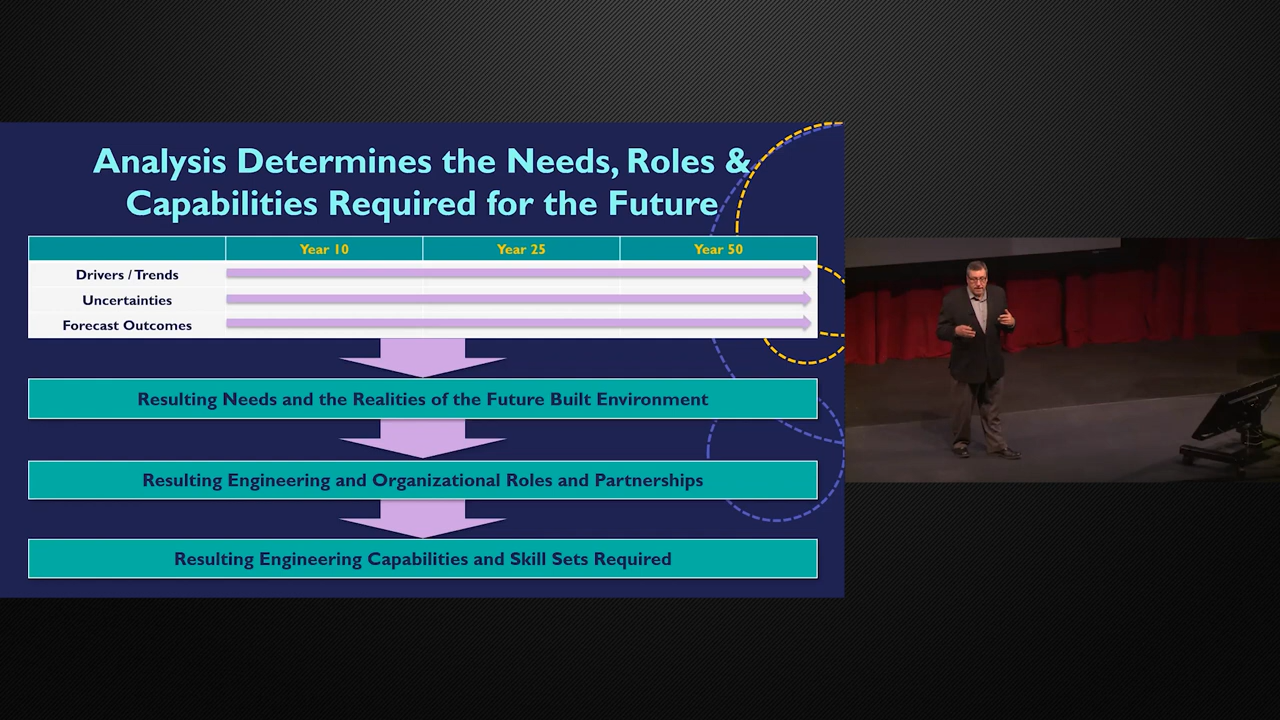 Analysis Determines the Needs, Roles &
Capabilities Required for the Future
Year 10 Year 25 Year 50
Drivers / Trends
Uncertainties
Forecast Outcomes
Resulting Needs and the Realities of the Future Built Environment
Resulting Engineering and Organizational Roles and Partnerships
Resulting Engineering Capabilities and Skill Sets Required